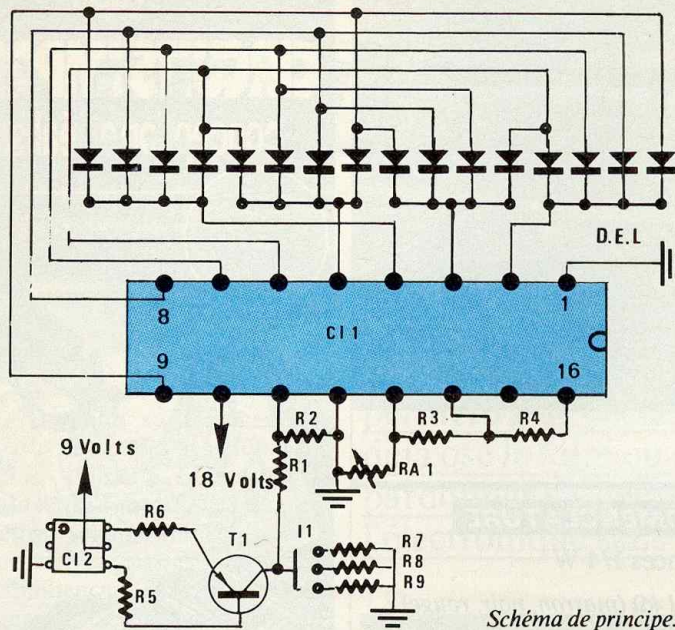 D.E.L
8
1
CI 1
9
16
R2
R3
R4
9 Volts
R1
RA 1
18 Volts
R6
T1
I1
R7
CI 2
R8
R9
R5
Schéma de principe.